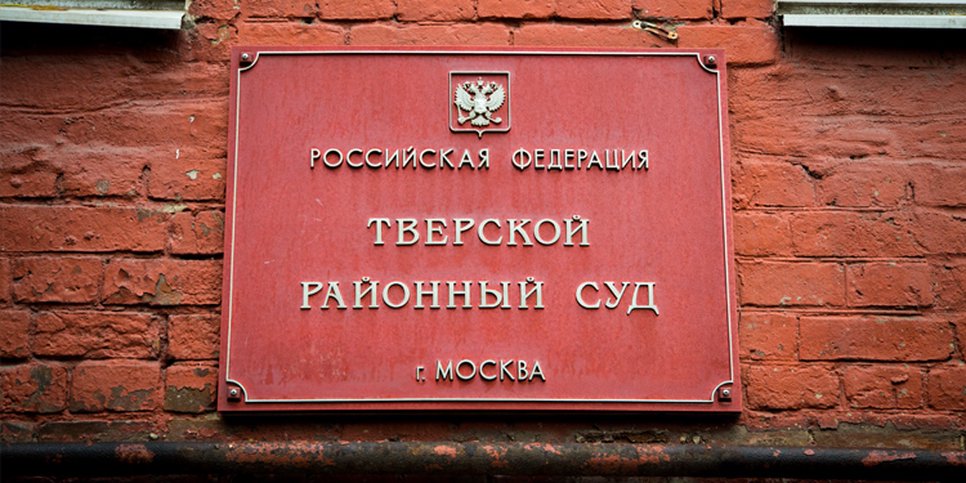 РОССИЙСКАЯ ФЕДЕРАЦИЯ
ТВЕРСКОЙ
РАЙОННЫЙ СУД
г. МОСКВА